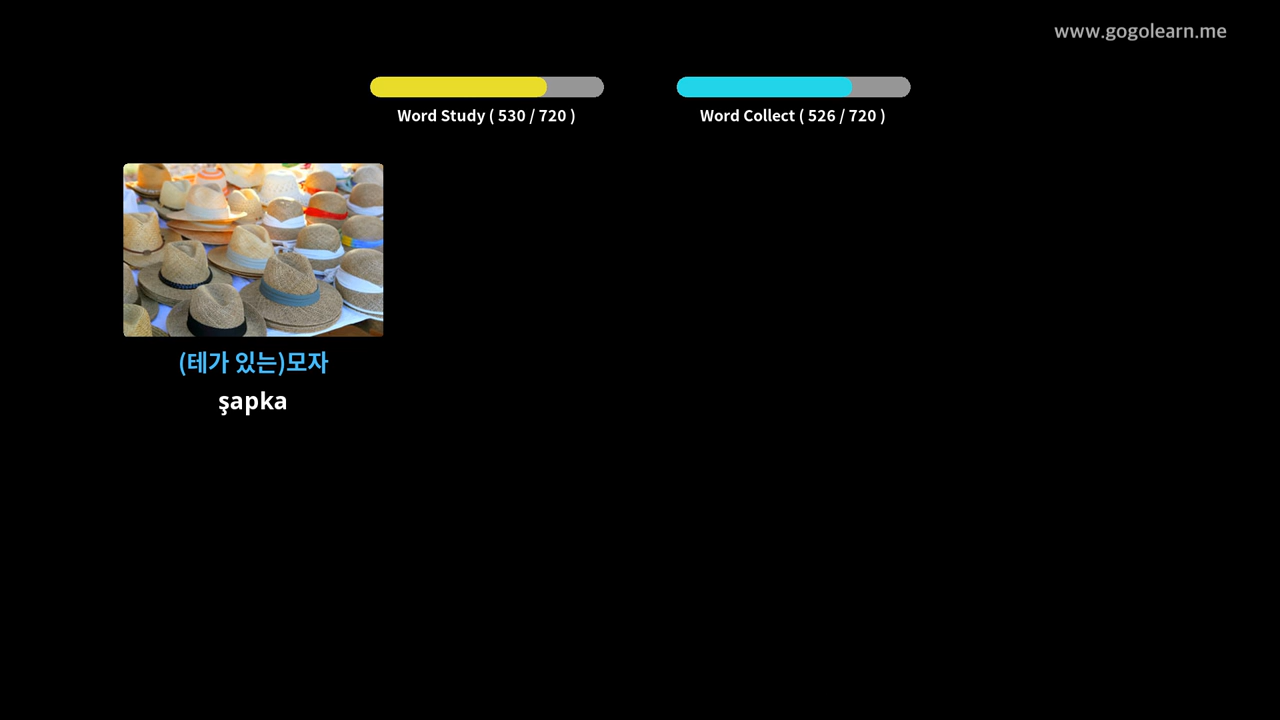 www.gogolearn.me
Word Study ( 530 / 720 )
Word Collect ( 526 / 720 )
(테가 있는)모자
şapka